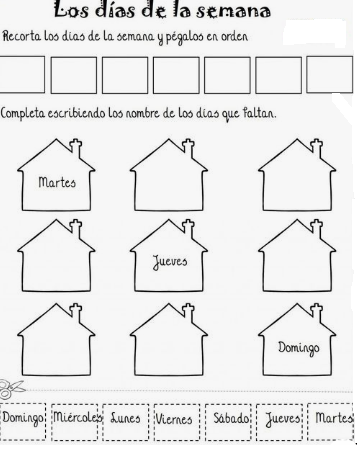 Los días de la semana
Recorta los dias de la semana y pégalos en orden
Completa escribiendo los nombre de los dias que faltan.
Martes
Jueves
Domingo
Domingo Miércoles Lunes Viernes Sábado Jueves Martes